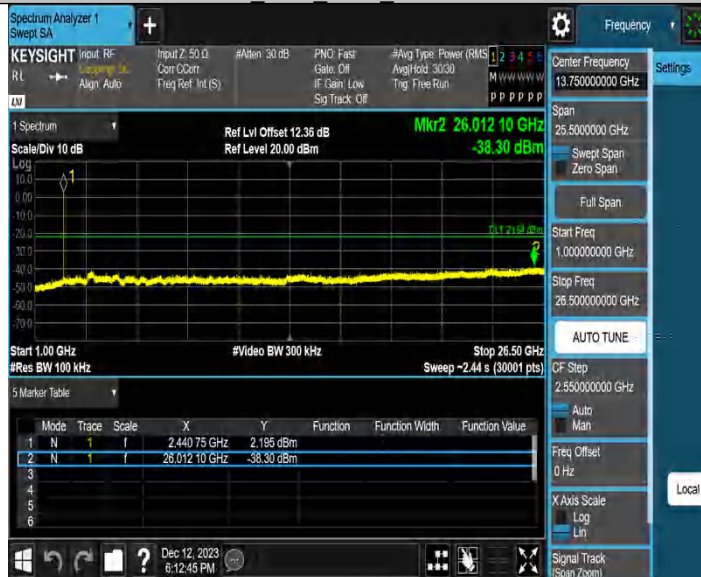 Spectrum Analyzer 1
Swept SA
+
Frequency
KEYSIGHT
Input: RF
Input Z: 50 Ω
#Atten: 30 dB
PNO: Fast
#Avg Type: Power (RMS)
1 2 3 4 5 6
RL
Align: Auto
Corr CCorr
Freq Ref: Int (S)
Gate: Off
IF Gain: Low
Sig Track: Off
Avg|Hold: 30/30
Trig: Free Run
M W W W W W
P P P P P P
LXI
1 Spectrum
Scale/Div 10 dB
Log
Ref Lvl Offset 12.36 dB
Ref Level 20.00 dBm
Mkr2 26.012 10 GHz
-38.30 dBm
10.0
0.00
-10.0
-20.0
-30.0
-40.0
-50.0
-60.0
-70.0
1
2
Start 1.00 GHz
#Video BW 300 kHz
Stop 26.50 GHz
#Res BW 100 kHz
Sweep ~2.44 s (30001 pts)
5 Marker Table
Mode Trace Scale X Y Function Function Width Function Value
1 N 1 f 2.440 75 GHz 2.195 dBm
2 N 1 f 26.012 10 GHz -38.30 dBm
3
4
5
6
?
Dec 12, 2023
6:12:45 PM
Center Frequency
13.750000000 GHz
Span
25.5000000 GHz
Swept Span
Zero Span
Full Span
Start Freq
1.000000000 GHz
Stop Freq
26.500000000 GHz
AUTO TUNE
CF Step
2.550000000 GHz
Auto
Man
Freq Offset
0 Hz
X Axis Scale
Log
Lin
Signal Track
(Span Zoom)
Settings
Local